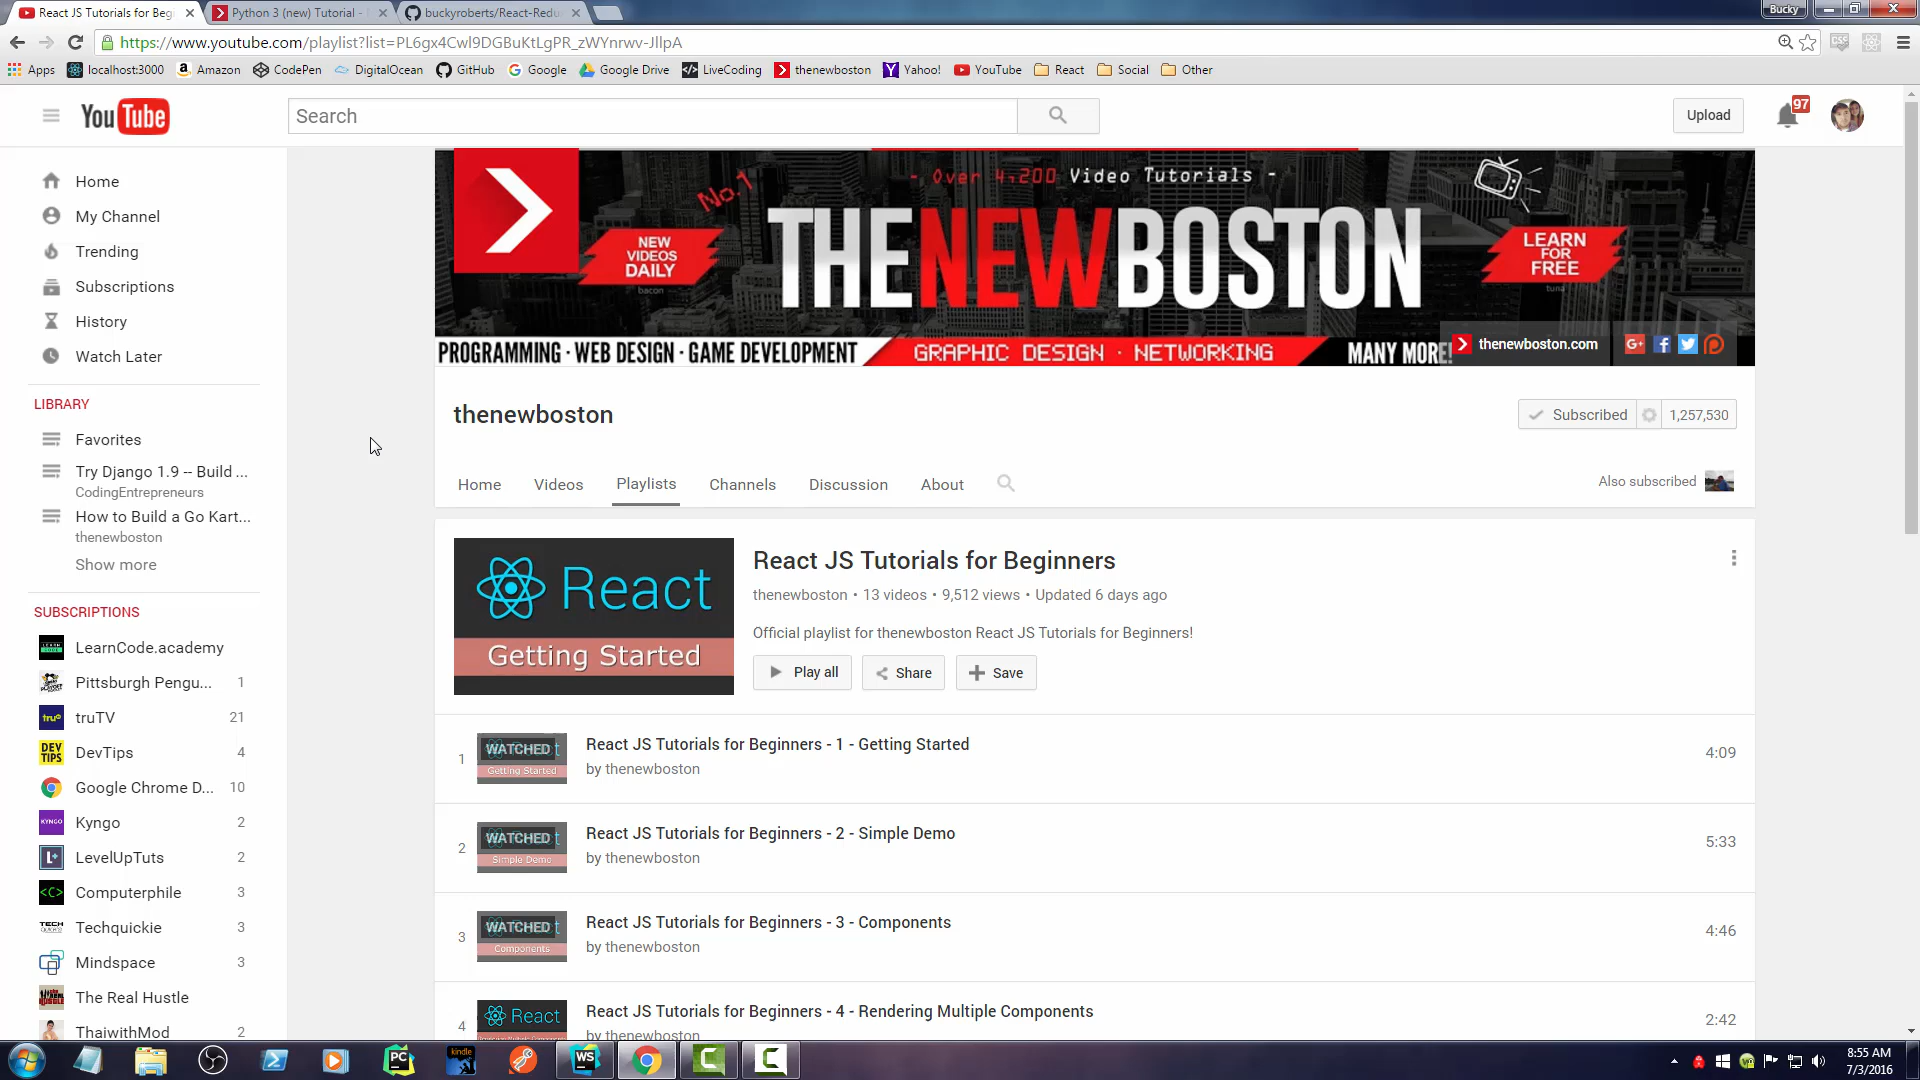 React JS Tutorials for Beg
Python 3 (new) Tutorial -
buckyroberts/React-Redu
Bucky
https://www.youtube.com/playlist?list=PL6gx4Cwl9DGBuKtLgPR_zWYnrwv-JllpA
Apps
localhost:3000
Amazon
CodePen
DigitalOcean
GitHub
Google
Google Drive
LiveCoding
thenewboston
Yahoo!
YouTube
React
Social
Other
YouTube
Search
Upload
97
Home
My Channel
Trending
Subscriptions
History
Watch Later
LIBRARY
Favorites
Try Django 1.9 -- Build ...
CodingEntrepreneurs
How to Build a Go Kart...
thenewboston
Show more
SUBSCRIPTIONS
LearnCode.academy
Pittsburgh Pengu... 1
truTV 21
DEV TIPS
DevTips 4
Google Chrome D... 10
KYNGO
Kyngo 2
LevelUpTuts 2
<C>
Computerphile 3
Techquickie 3
Mindspace 3
The Real Hustle
ThaiwithMod 2
- Over 4,200 Video Tutorials -
No.1
NEW
VIDEOS
DAILY
bacon
THENEWBOSTON
LEARN
FOR
FREE
tuna
PROGRAMMING · WEB DESIGN · GAME DEVELOPMENT
GRAPHIC DESIGN · NETWORKING
MANY MORE!
thenewboston.com
thenewboston
Subscribed
1,257,530
Home
Videos
Playlists
Channels
Discussion
About
Also subscribed
React
Getting Started
React JS Tutorials for Beginners
thenewboston • 13 videos • 9,512 views • Updated 6 days ago
Official playlist for thenewboston React JS Tutorials for Beginners!
Play all
Share
Save
1
WATCHED
Getting Started
React JS Tutorials for Beginners - 1 - Getting Started
by thenewboston
4:09
2
WATCHED
Simple Demo
React JS Tutorials for Beginners - 2 - Simple Demo
by thenewboston
5:33
3
WATCHED
Components
React JS Tutorials for Beginners - 3 - Components
by thenewboston
4:46
4
React
React JS Tutorials for Beginners - 4 - Rendering Multiple Components
by thenewboston
2:42
PC
kindle
WS
8:55 AM
7/3/2016